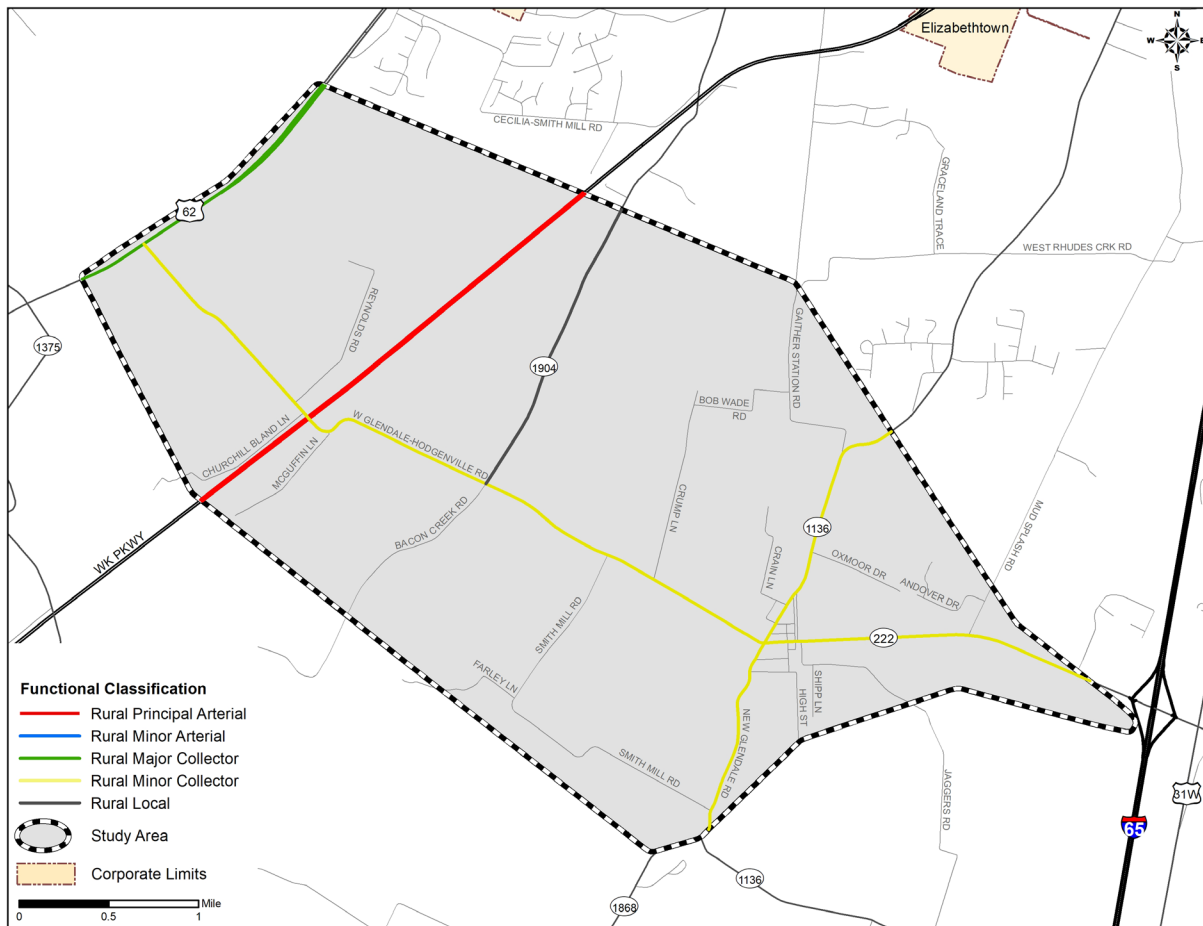 Elizabethtown
N
W
E
S
CECILIA-SMITH MILL RD
GRACELAND TRACE
62
WEST RHUDES CRK RD
REYNOLDS RD
GAITHER STATION RD
1375
1904
BOB WADE
RD
CHURCHILL BLAND LN
W GLENDALE-HODGENVILLE RD
MCGUFFIN LN
CRUMP LN
MUD SPLASH RD
BACON CREEK RD
1136
WK PKWY
CRAIN LN
OXMOOR DR
ANDOVER DR
SMITH MILL RD
222
FARLEY LN
SHIPP LN
HIGH ST
NEW GLENDALE RD
SMITH MILL RD
JAGGERS RD
31W
65
1136
1868
Functional Classification
Rural Principal Arterial
Rural Minor Arterial
Rural Major Collector
Rural Minor Collector
Rural Local
Study Area
Corporate Limits
Mile
0
0.5
1